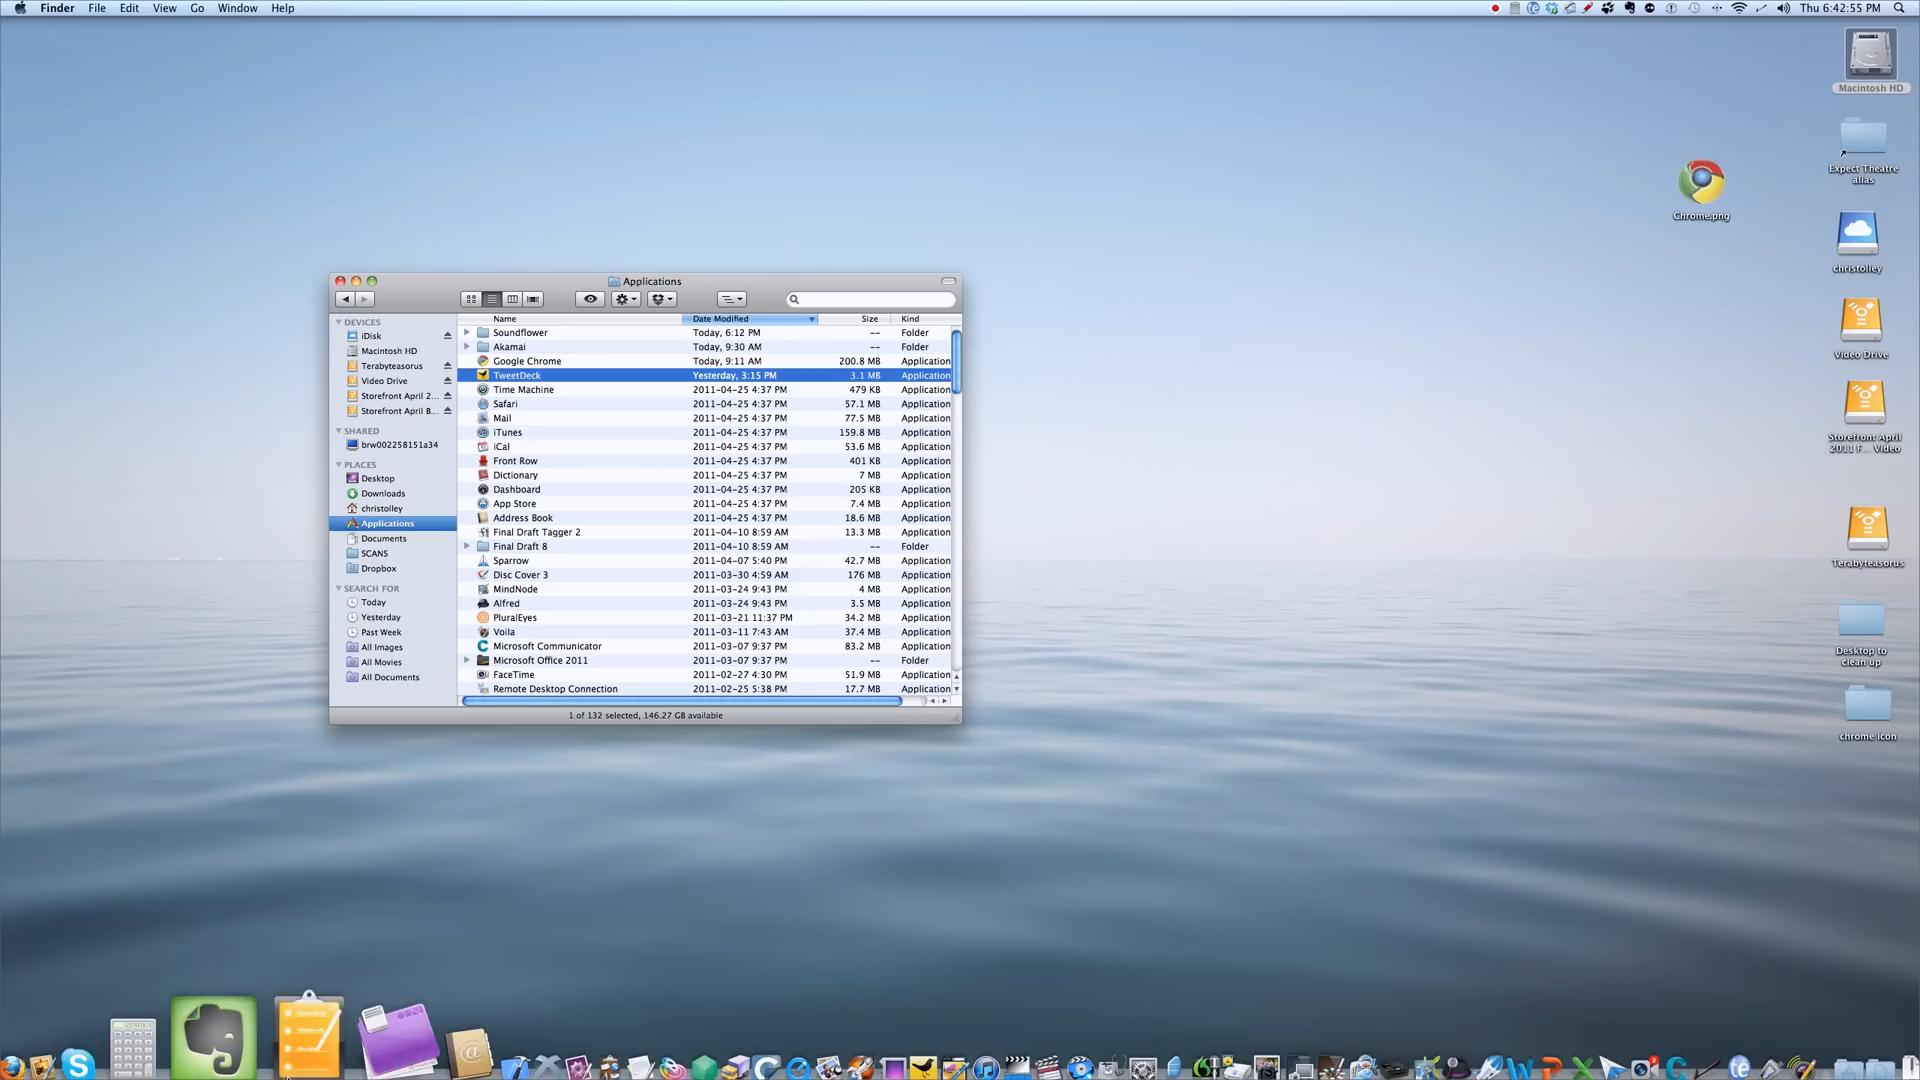 Finder File Edit View Go Window Help Thu 6:42:55 PM
Macintosh HD
Expect Theatre
alias
Chrome.png
christolley
Video Drive
Storefront April
2011 F... Video
Terabyteasorus
Desktop to
clean up
chrome icon
Applications
DEVICES
iDisk
Macintosh HD
Terabyteasorus
Video Drive
Storefront April 2...
Storefront April B...
SHARED
brw002258151a34
PLACES
Desktop
Downloads
christolley
Applications
Documents
SCANS
Dropbox
SEARCH FOR
Today
Yesterday
Past Week
All Images
All Movies
All Documents
Name Date Modified Size Kind
Soundflower Today, 6:12 PM -- Folder
Akamai Today, 9:30 AM -- Folder
Google Chrome Today, 9:11 AM 200.8 MB Application
TweetDeck Yesterday, 3:15 PM 3.1 MB Application
Time Machine 2011-04-25 4:37 PM 479 KB Application
Safari 2011-04-25 4:37 PM 57.1 MB Application
Mail 2011-04-25 4:37 PM 77.5 MB Application
iTunes 2011-04-25 4:37 PM 159.8 MB Application
iCal 2011-04-25 4:37 PM 53.6 MB Application
Front Row 2011-04-25 4:37 PM 401 KB Application
Dictionary 2011-04-25 4:37 PM 7 MB Application
Dashboard 2011-04-25 4:37 PM 205 KB Application
App Store 2011-04-25 4:37 PM 7.4 MB Application
Address Book 2011-04-25 4:37 PM 18.6 MB Application
Final Draft Tagger 2 2011-04-10 8:59 AM 13.3 MB Application
Final Draft 8 2011-04-10 8:59 AM -- Folder
Sparrow 2011-04-07 5:40 PM 42.7 MB Application
Disc Cover 3 2011-03-30 4:59 AM 176 MB Application
MindNode 2011-03-24 9:43 PM 4 MB Application
Alfred 2011-03-24 9:43 PM 3.5 MB Application
PluralEyes 2011-03-21 11:37 PM 34.2 MB Application
Voila 2011-03-11 7:43 AM 37.4 MB Application
Microsoft Communicator 2011-03-07 9:37 PM 83.2 MB Application
Microsoft Office 2011 2011-03-07 9:37 PM -- Folder
FaceTime 2011-02-27 4:30 PM 51.9 MB Application
Remote Desktop Connection 2011-02-25 5:38 PM 17.7 MB Application
1 of 132 selected, 146.27 GB available